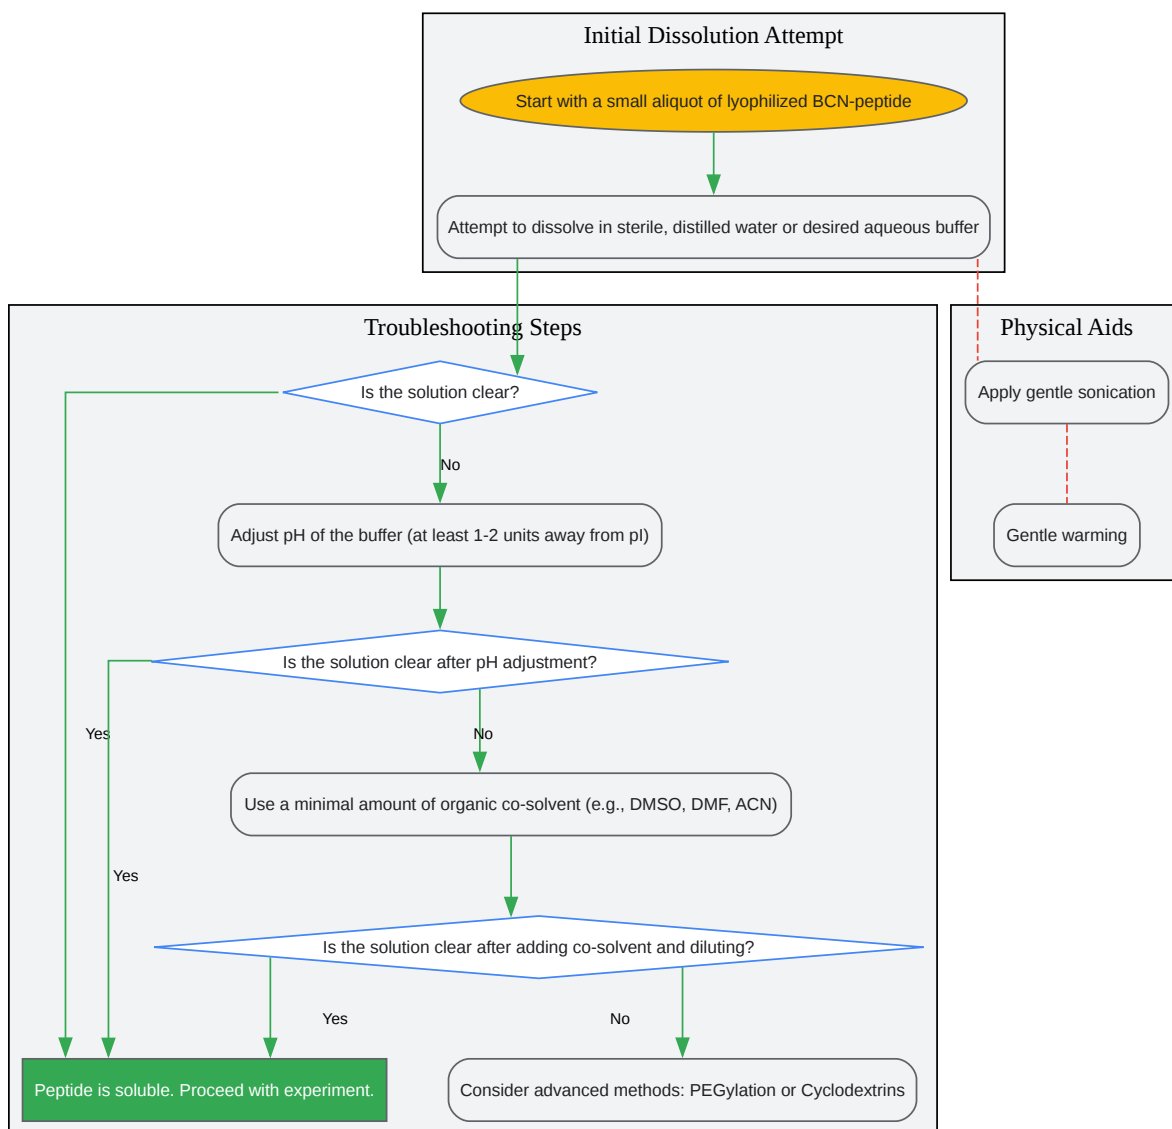 Initial Dissolution Attempt
Start with a small aliquot of lyophilized BCN-peptide
Attempt to dissolve in sterile, distilled water or desired aqueous buffer
Troubleshooting Steps
Physical Aids
Is the solution clear?
Apply gentle sonication
No
Adjust pH of the buffer (at least 1-2 units away from pI)
Gentle warming
Is the solution clear after pH adjustment?
Yes
No
Use a minimal amount of organic co-solvent (e.g., DMSO, DMF, ACN)
Yes
Is the solution clear after adding co-solvent and diluting?
Yes
No
Peptide is soluble. Proceed with experiment.
Consider advanced methods: PEGylation or Cyclodextrins